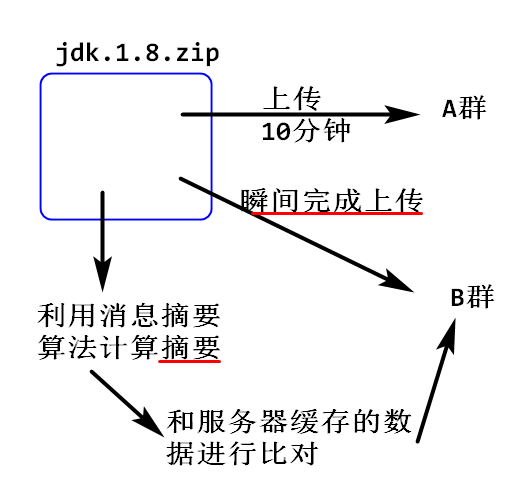 jdk.1.8.zip
上传
10分钟
A群
瞬间完成上传
B群
利用消息摘要
算法计算摘要
和服务器缓存的数
据进行比对